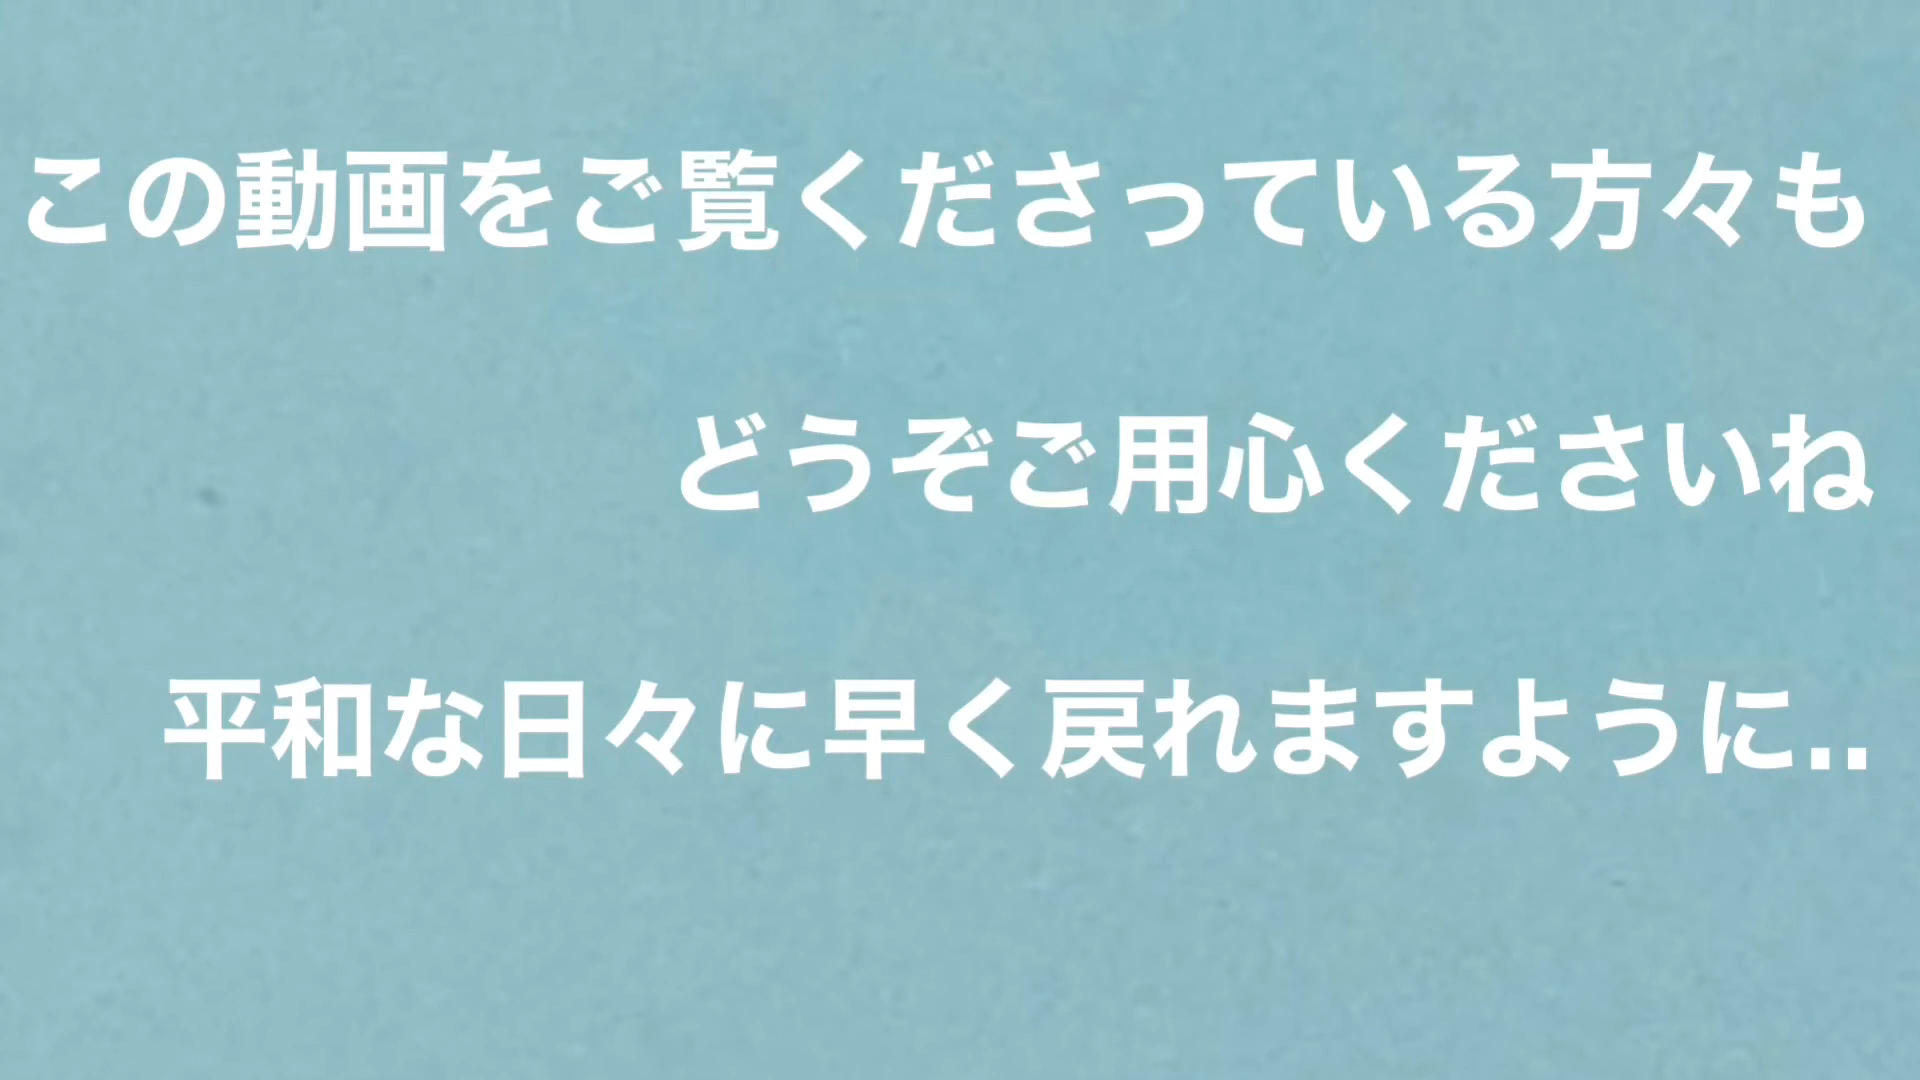 この動画をご覧くださっている方々も
どうぞご用心くださいね
平和な日々に早く戻れますように..